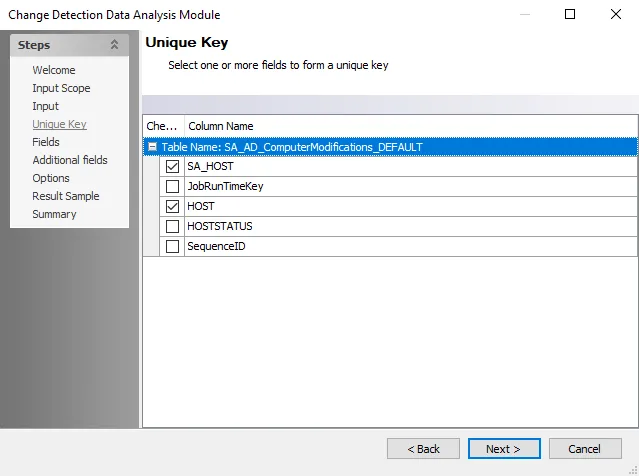 Change Detection Data Analysis Module
Steps
Welcome
Input Scope
Input
Unique Key
Fields
Additional fields
Options
Result Sample
Summary
Unique Key
Select one or more fields to form a unique key
Che... Column Name
Table Name: SA_AD_ComputerModifications_DEFAULT
SA_HOST
JobRunTimeKey
HOST
HOSTSTATUS
SequenceID
< Back Next > Cancel